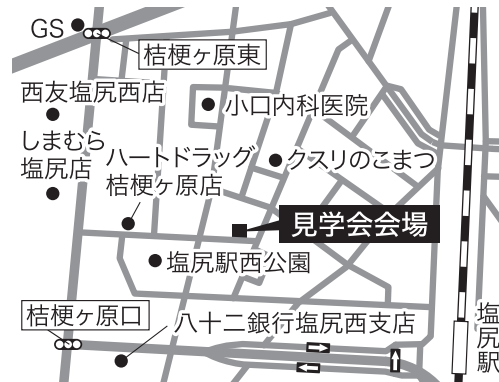 GS
桔梗ヶ原東
西友塩尻西店
小口内科医院
しまむら
塩尻店
ハートドラッグ
桔梗ヶ原店
クスリのこまつ
見学会会場
塩尻駅西公園
桔梗ヶ原口
八十二銀行塩尻西支店
塩尻駅